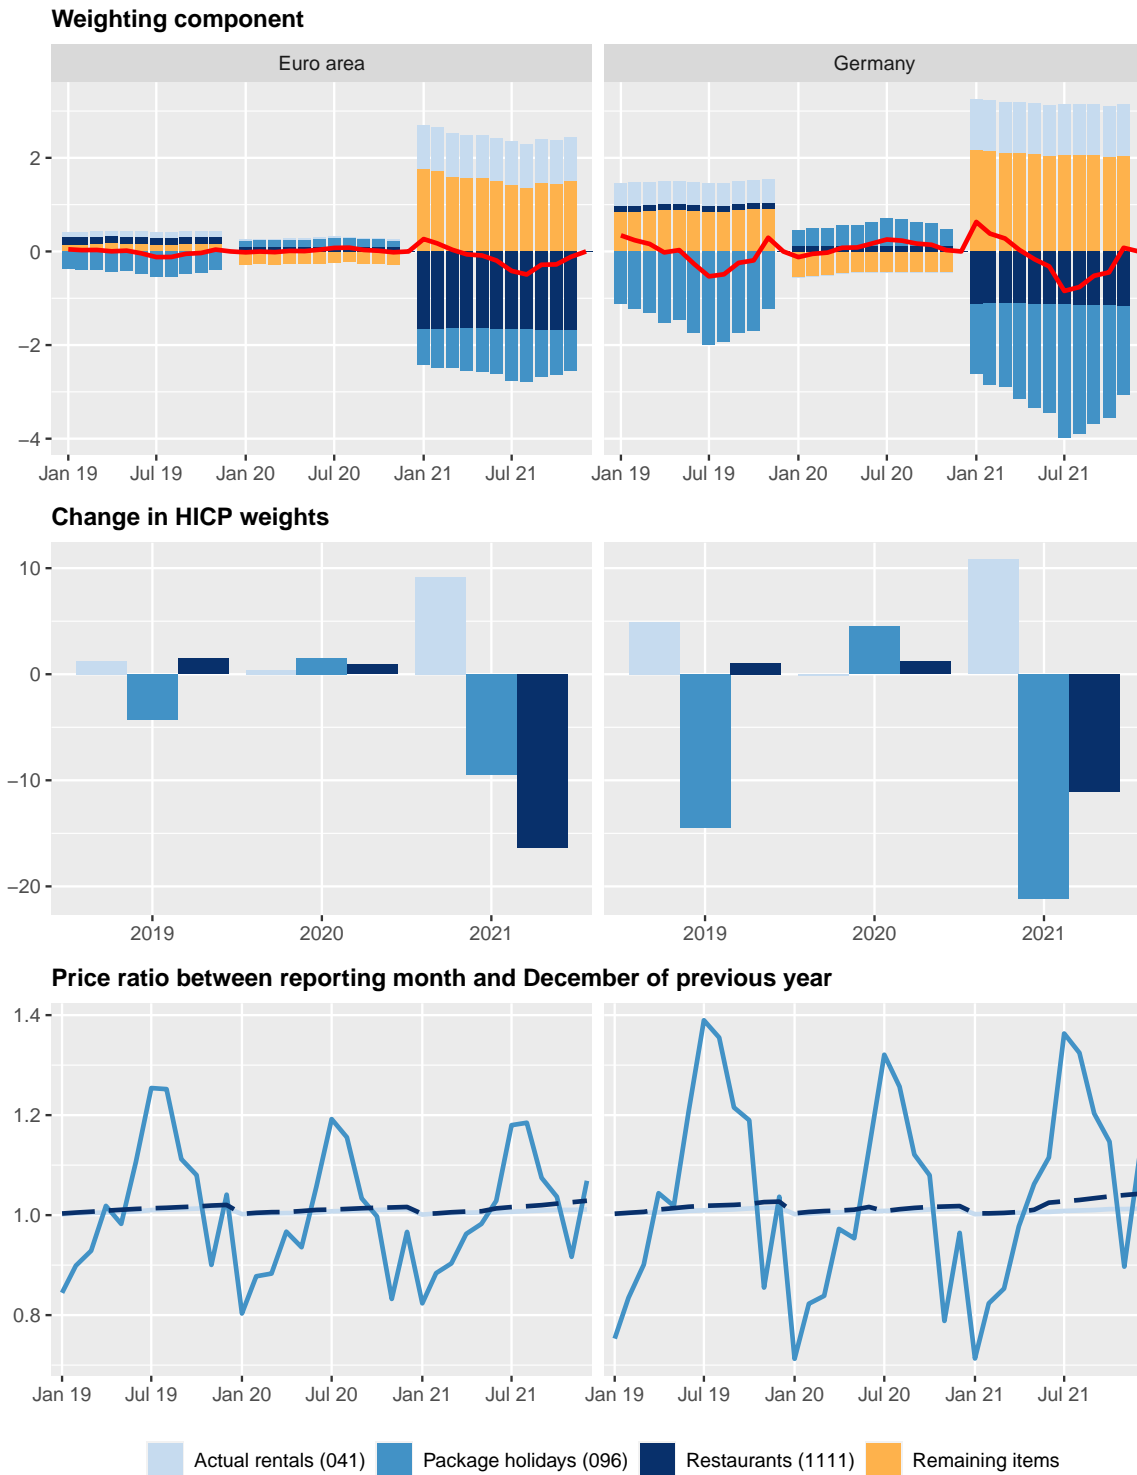 Weighting component
Euro area
Germany
2
0
−2
−4
Jan 19 Jul 19 Jan 20 Jul 20 Jan 21 Jul 21
Jan 19 Jul 19 Jan 20 Jul 20 Jan 21 Jul 21
Change in HICP weights
10
0
−10
−20
2019 2020 2021
2019 2020 2021
Price ratio between reporting month and December of previous year
1.4
1.2
1.0
0.8
Jan 19 Jul 19 Jan 20 Jul 20 Jan 21 Jul 21
Jan 19 Jul 19 Jan 20 Jul 20 Jan 21 Jul 21
Actual rentals (041) Package holidays (096) Restaurants (1111) Remaining items